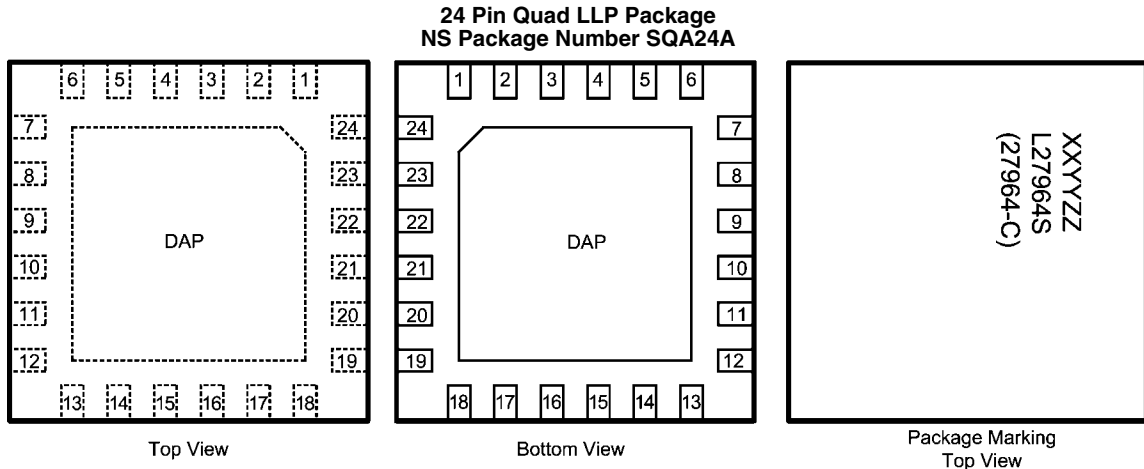 24 Pin Quad LLP Package
NS Package Number SQA24A
6 5 4 3 2 1
7 24
8 23
9 22
DAP
10 21
11 20
12 19
13 14 15 16 17 18
Top View
1 2 3 4 5 6
24 7
23 8
22 9
DAP
21 10
20 11
19 12
18 17 16 15 14 13
Bottom View
XXYYZZ
L27964S
(27964-C)
Package Marking
Top View